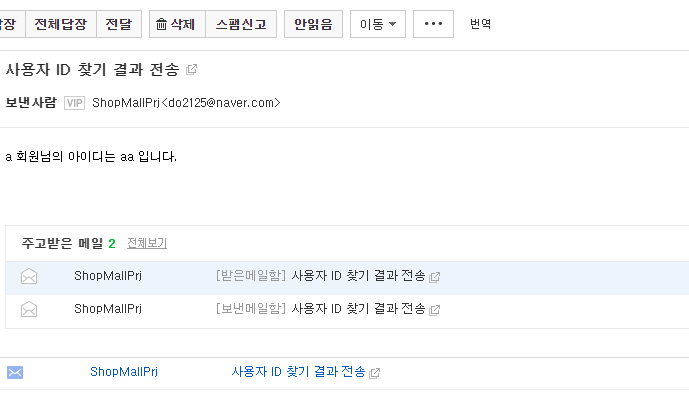 전체답장 전달 삭제 스팸신고 안읽음 이동 ··· 번역
사용자 ID 찾기 결과 전송
보낸사람 VIP ShopMallPrj<do2125@naver.com>
a 회원님의 아이디는 aa 입니다.
주고받은 메일 2 전체보기
ShopMallPrj [받은메일함] 사용자 ID 찾기 결과 전송
ShopMallPrj [보낸메일함] 사용자 ID 찾기 결과 전송
ShopMallPrj 사용자 ID 찾기 결과 전송